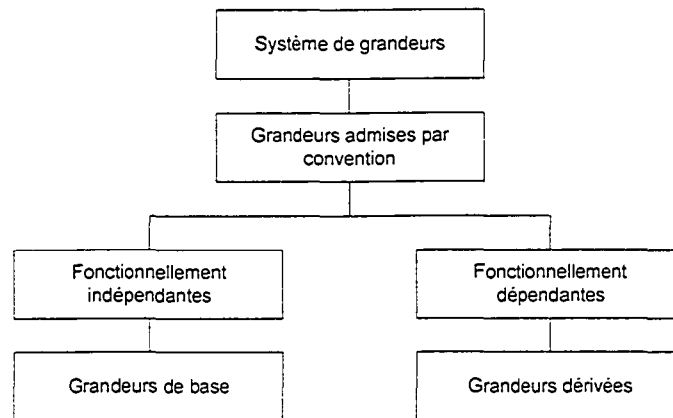 Système de grandeurs
Grandeurs admises par
convention
Fonctionnellement
indépendantes
Fonctionnellement
dépendantes
Grandeurs de base
Grandeurs dérivées